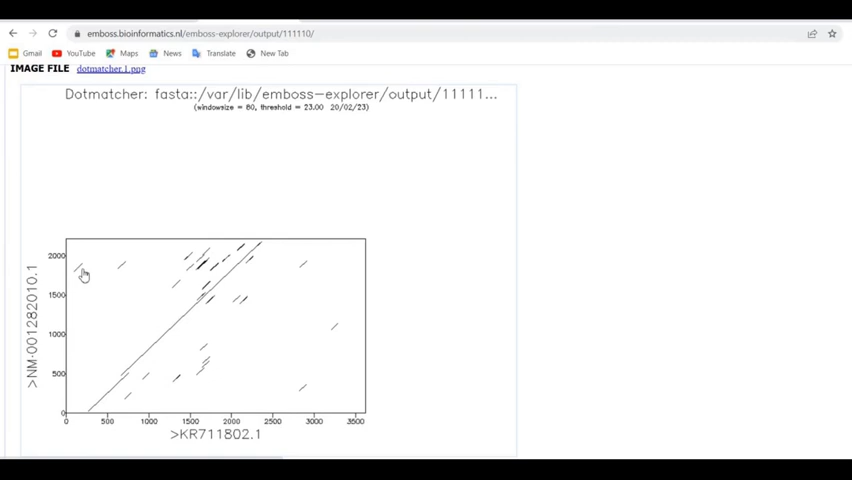 emboss.bioinformatics.nl/emboss-explorer/output/111110/
Gmail YouTube Maps News Translate New Tab
IMAGE FILE dotmatcher.1.png
Dotmatcher: fasta::/var/lib/emboss-explorer/output/11111...
(windowsize = 80, threshold = 23.00 20/02/23)
>NM-001282010.1
2000
1500
1000
500
0
0 500 1000 1500 2000 2500 3000 3500
>KR711802.1